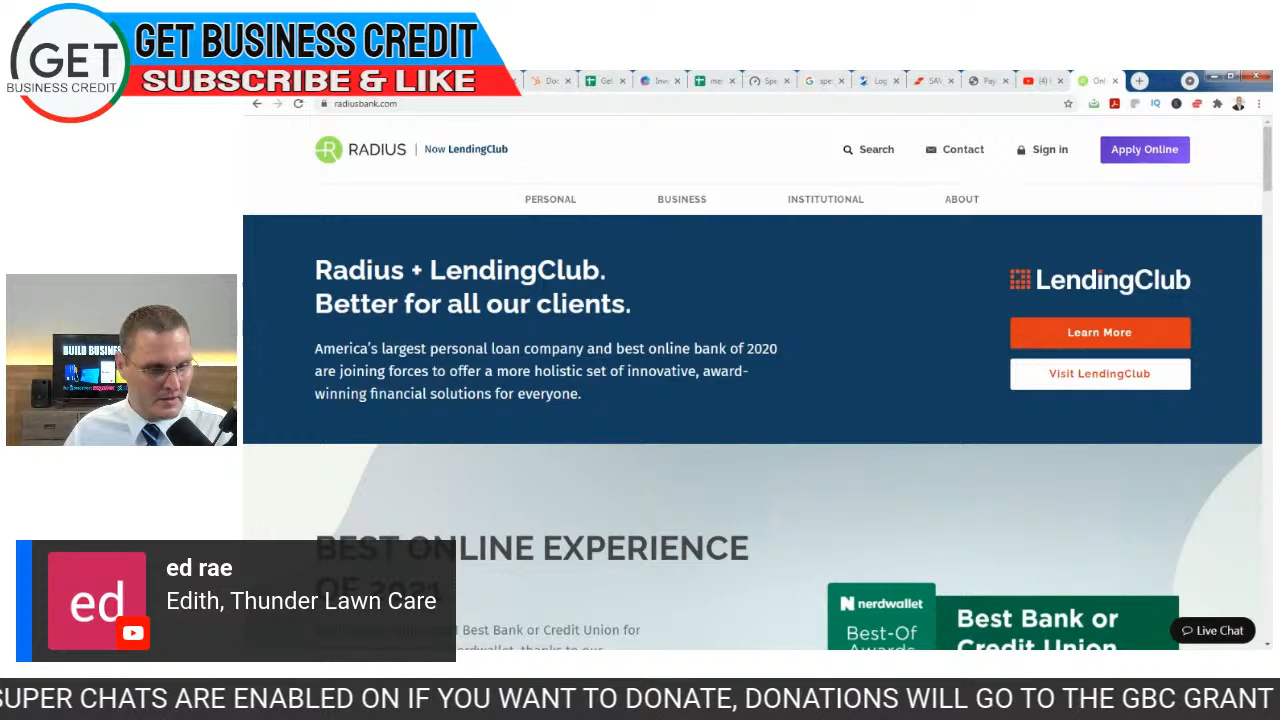 GET
BUSINESS CREDIT
GET BUSINESS CREDIT
SUBSCRIBE & LIKE
radiusbank.com
RADIUS | Now LendingClub
Search
Contact
Sign in
Apply Online
PERSONAL
BUSINESS
INSTITUTIONAL
ABOUT
Radius + LendingClub.
Better for all our clients.
America's largest personal loan company and best online bank of 2020
are joining forces to offer a more holistic set of innovative, award-
winning financial solutions for everyone.
LendingClub
Learn More
Visit LendingClub
BEST ONLINE EXPERIENCE
OF 2021
Best Bank or Credit Union for
nerdwallet
Best-Of
Awards
Best Bank or
Credit Union
Live Chat
ed
ed rae
Edith, Thunder Lawn Care
SUPER CHATS ARE ENABLED ON IF YOU WANT TO DONATE, DONATIONS WILL GO TO THE GBC GRANT